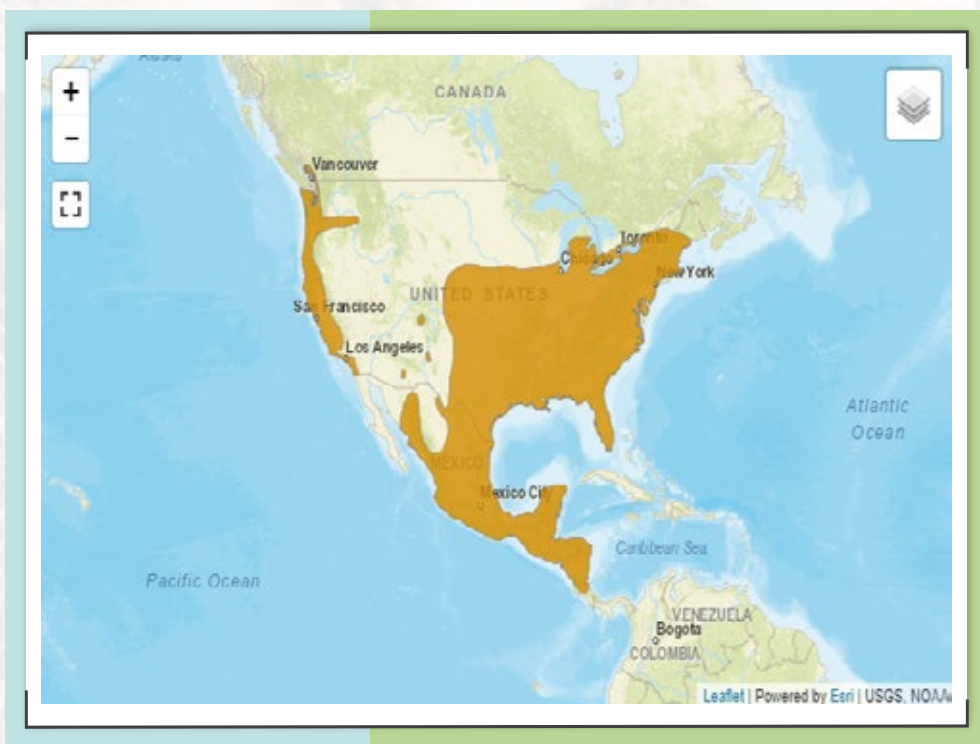 Alaska
+
CANADA
−
Vancouver
Toronto
Chicago
New York
UNITED STATES
San Francisco
Los Angeles
Atlantic
Ocean
MEXICO
Mexico City
Caribbean Sea
Pacific Ocean
VENEZUELA
Bogota
COLOMBIA
Leaflet | Powered by Esri | USGS, NOAA